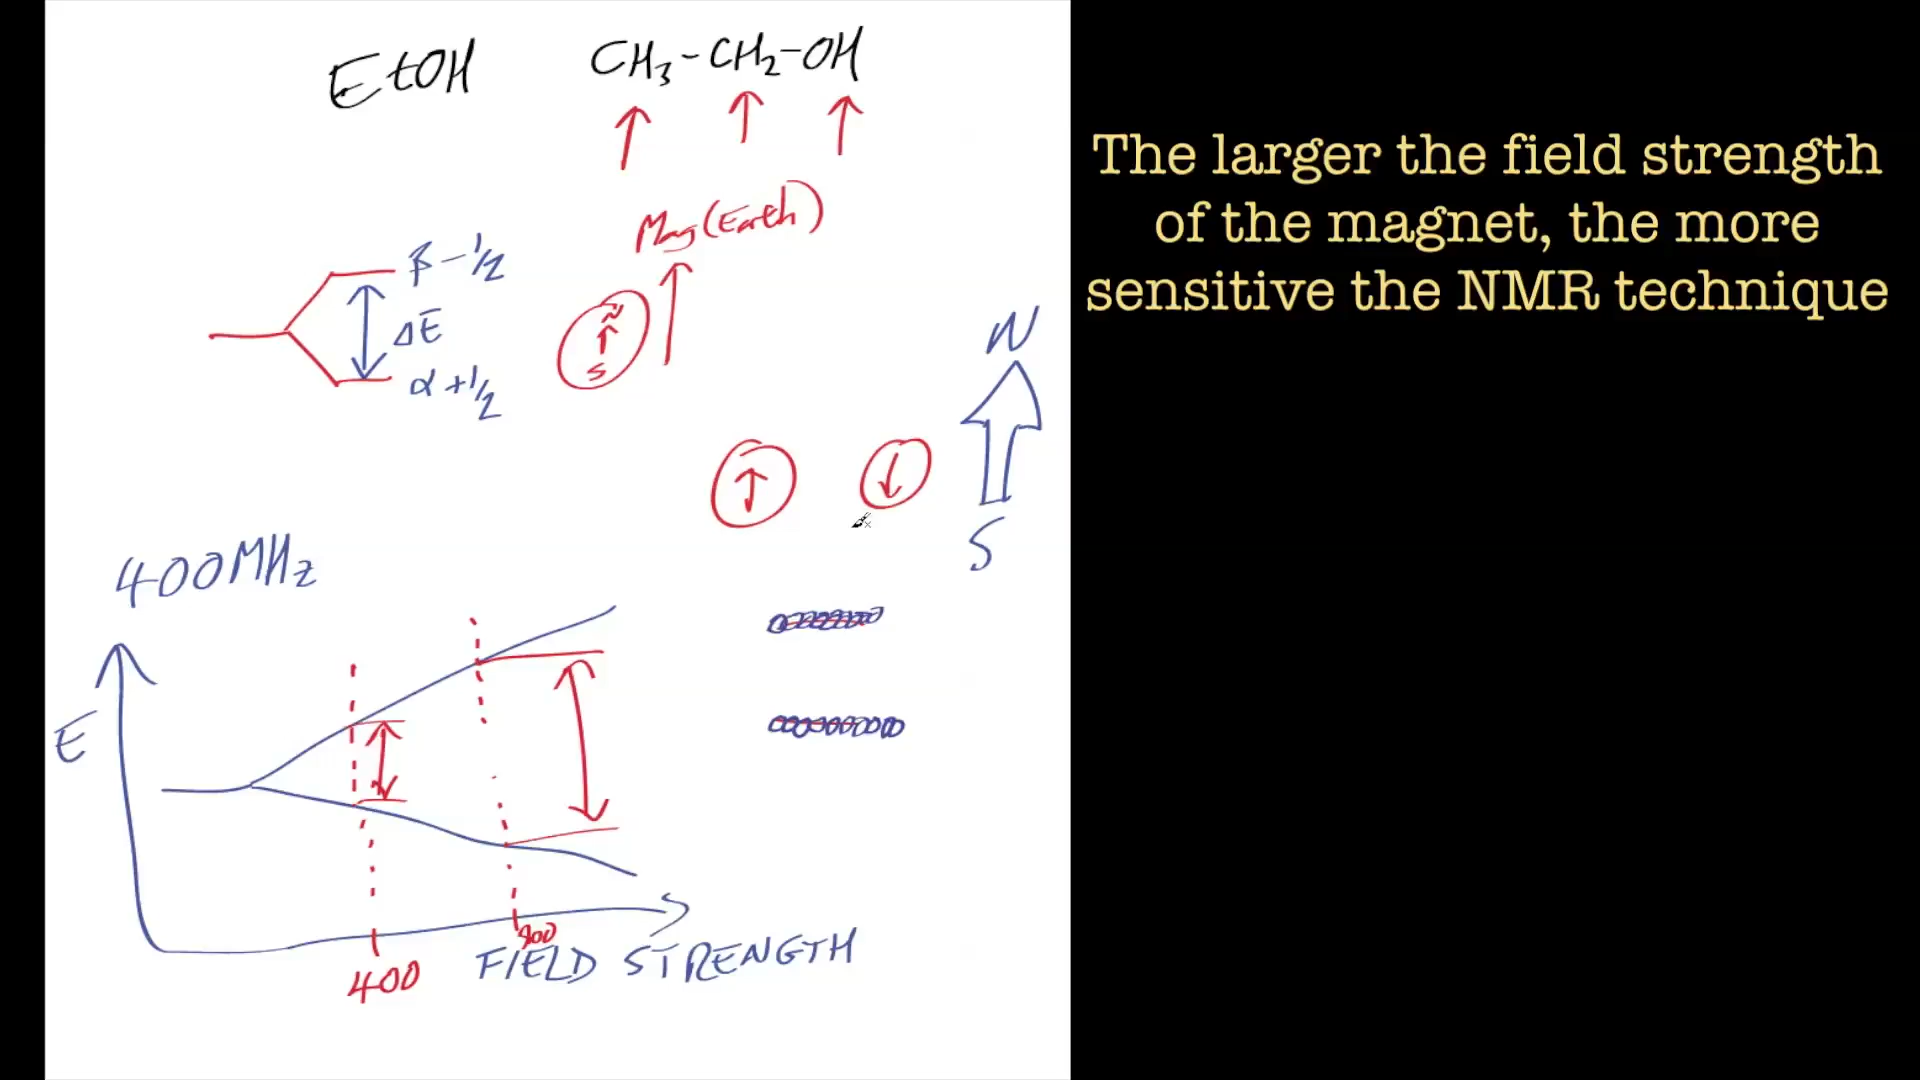 EtOH
CH3-CH2-OH
Mag (Earth)
β -1/2
ΔE
α +1/2
N
S
N
S
400MHz
E
400
FIELD STRENGTH
The larger the field strength
of the magnet, the more
sensitive the NMR technique